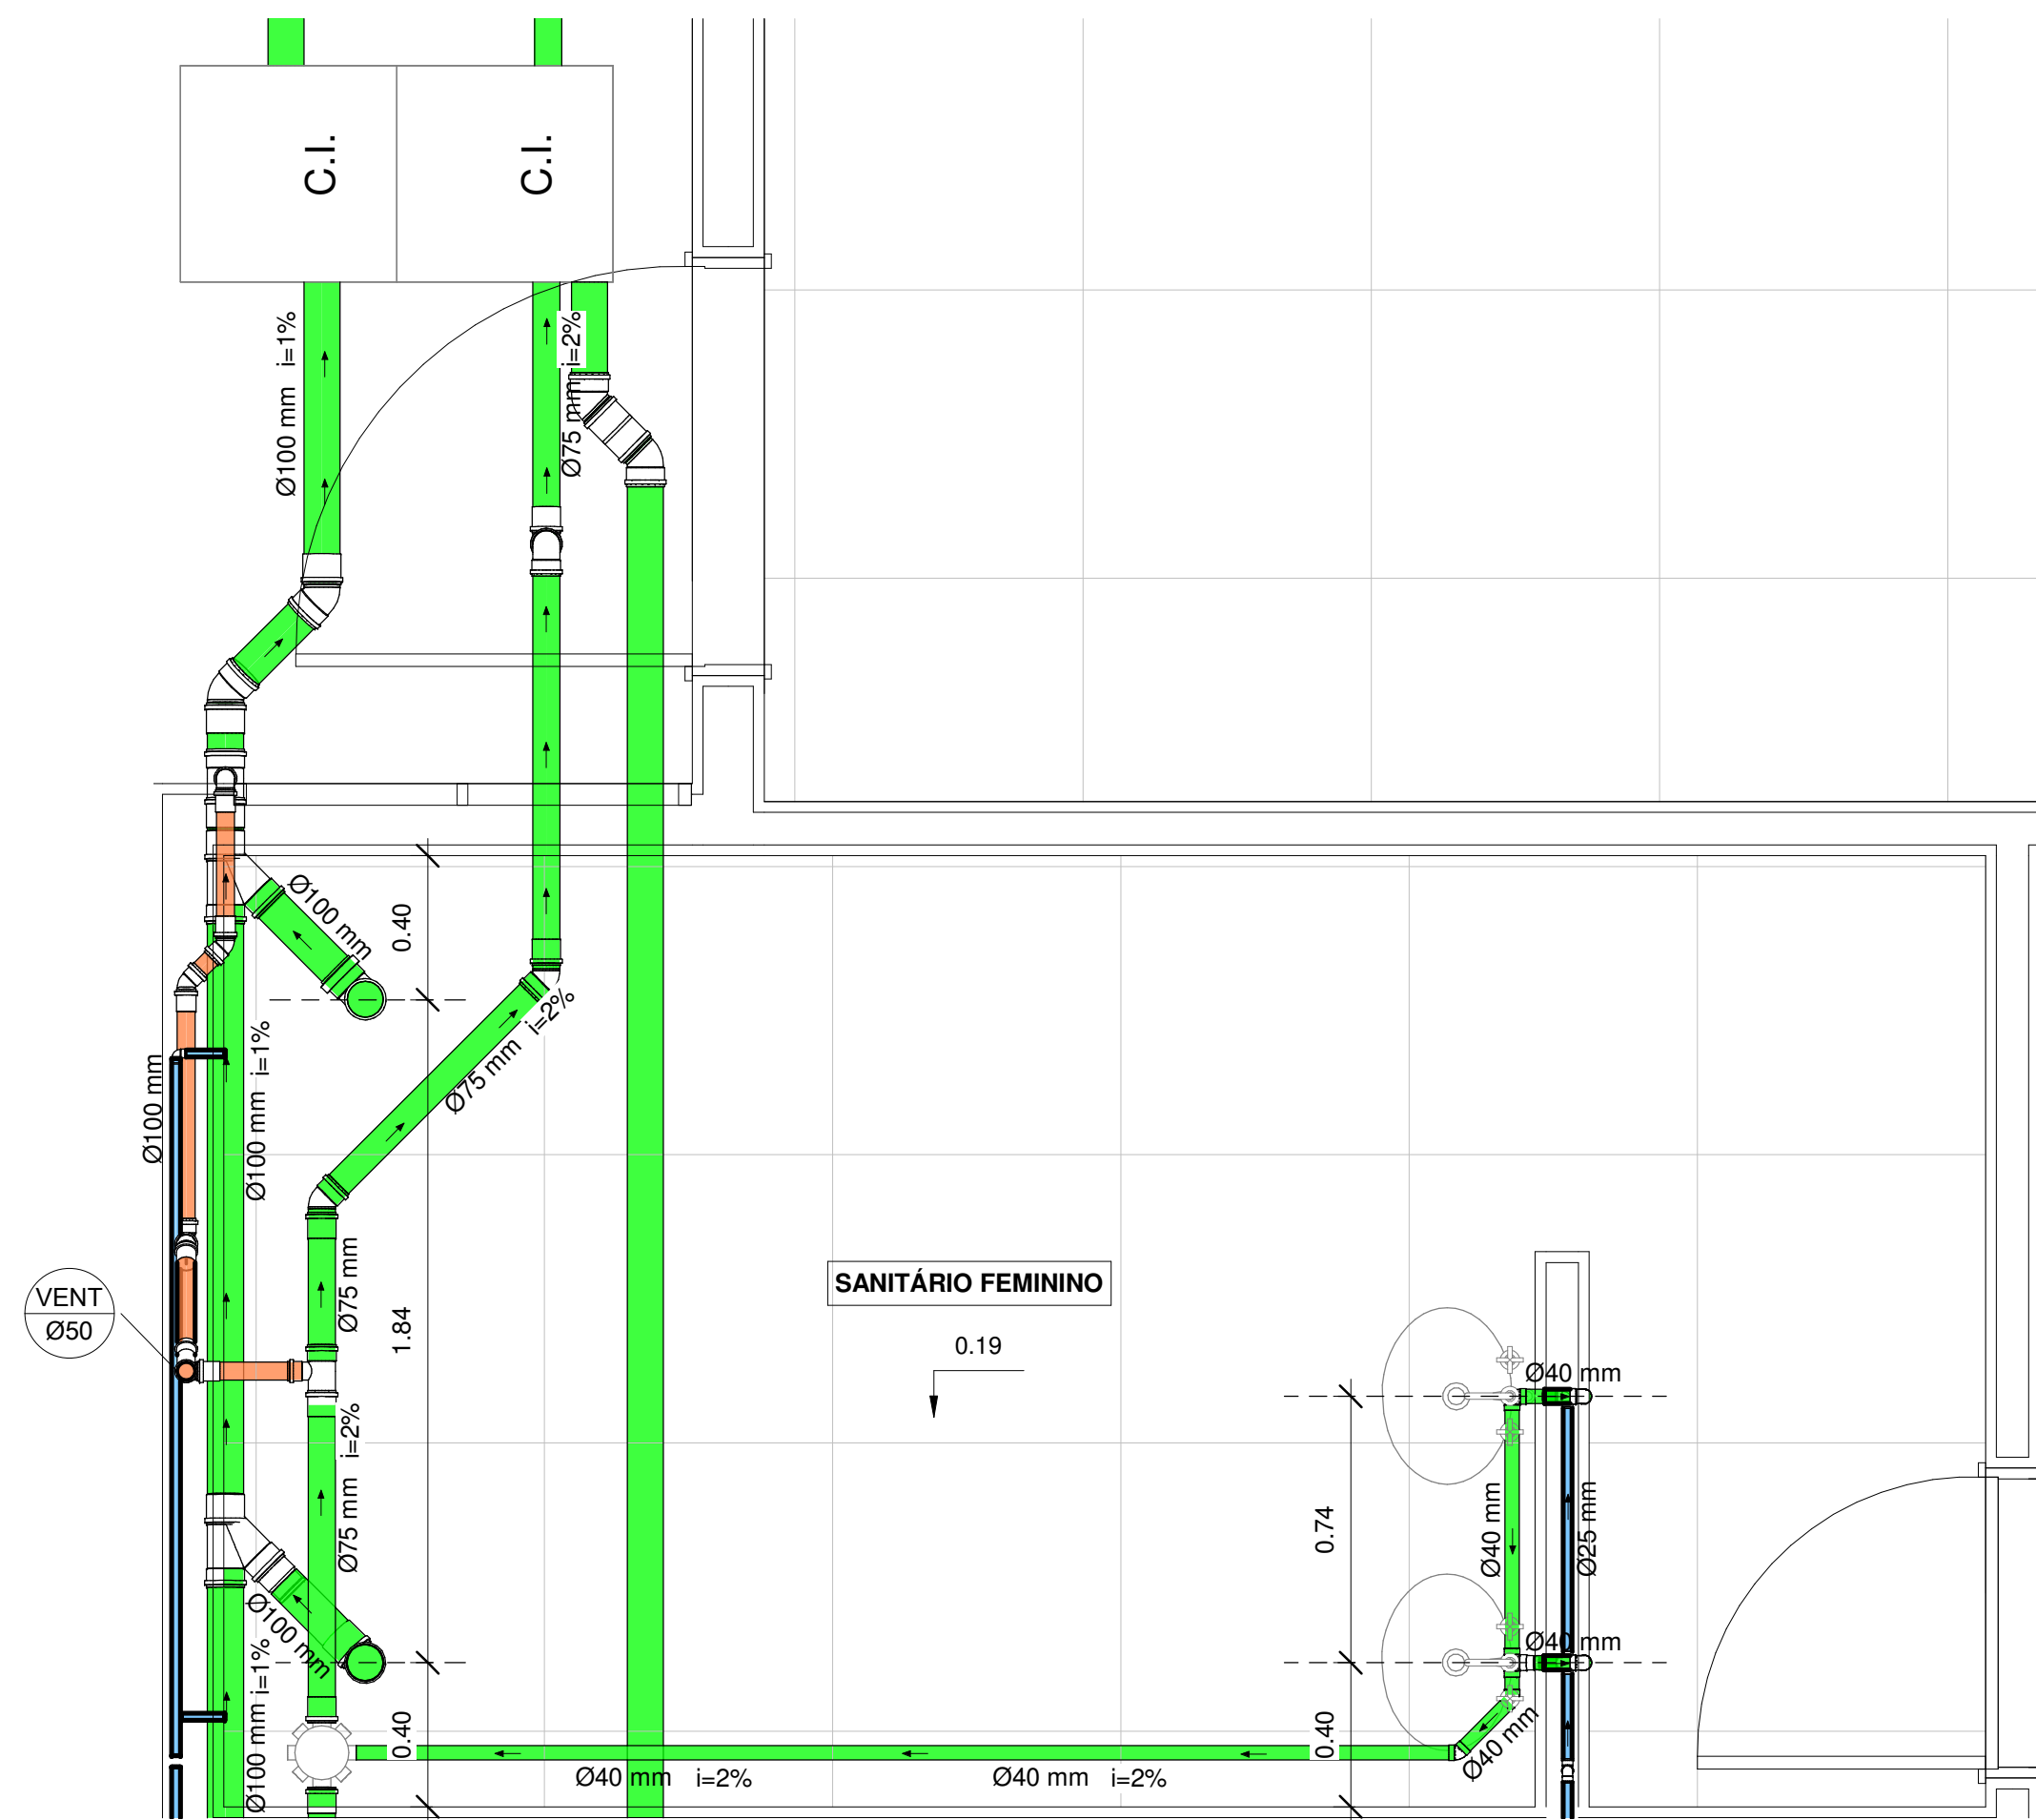 C.I.
C.I.
Ø100 mm i=1%
Ø75 mm i=2%
Ø100 mm
0.40
Ø75 mm i=2%
Ø100 mm
Ø100 mm i=1%
Ø75 mm
1.84
VENT
Ø50
SANITÁRIO FEMININO
0.19
Ø40 mm
Ø75 mm i=2%
0.74
Ø40 mm
Ø25 mm
Ø100 mm
Ø40 mm
Ø100 mm i=1%
0.40
0.40
Ø40 mm
Ø40 mm i=2%
Ø40 mm i=2%